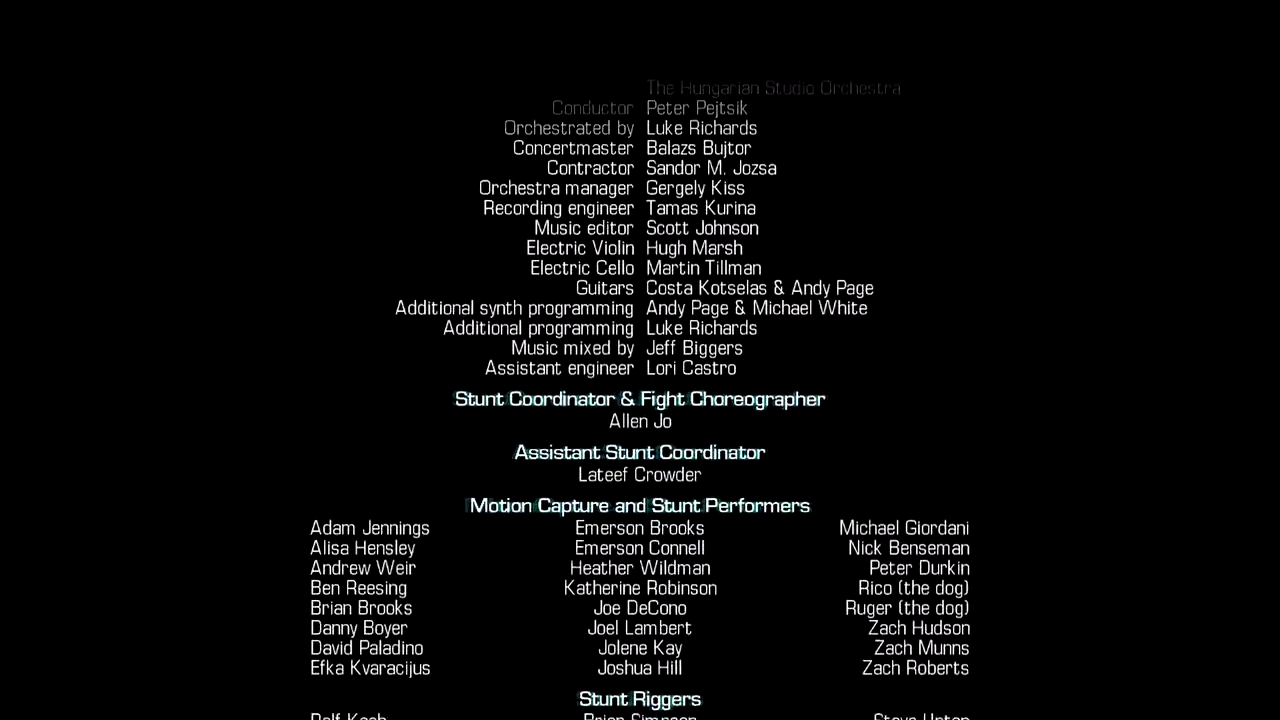 The Hungarian Studio Orchestra
Conductor Peter Pejtsik
Orchestrated by Luke Richards
Concertmaster Balazs Bujtor
Contractor Sandor M. Jozsa
Orchestra manager Gergely Kiss
Recording engineer Tamas Kurina
Music editor Scott Johnson
Electric Violin Hugh Marsh
Electric Cello Martin Tillman
Guitars Costa Kotselas & Andy Page
Additional synth programming Andy Page & Michael White
Additional programming Luke Richards
Music mixed by Jeff Biggers
Assistant engineer Lori Castro
Stunt Coordinator & Fight Choreographer
Allen Jo
Assistant Stunt Coordinator
Lateef Crowder
Motion Capture and Stunt Performers
Adam Jennings Emerson Brooks Michael Giordani
Alisa Hensley Emerson Connell Nick Benseman
Andrew Weir Heather Wildman Peter Durkin
Ben Reesing Katherine Robinson Rico (the dog)
Brian Brooks Joe DeCono Ruger (the dog)
Danny Boyer Joel Lambert Zach Hudson
David Paladino Jolene Kay Zach Munns
Efka Kvaracijus Joshua Hill Zach Roberts
Stunt Riggers
Brian Simpson Steve Upton